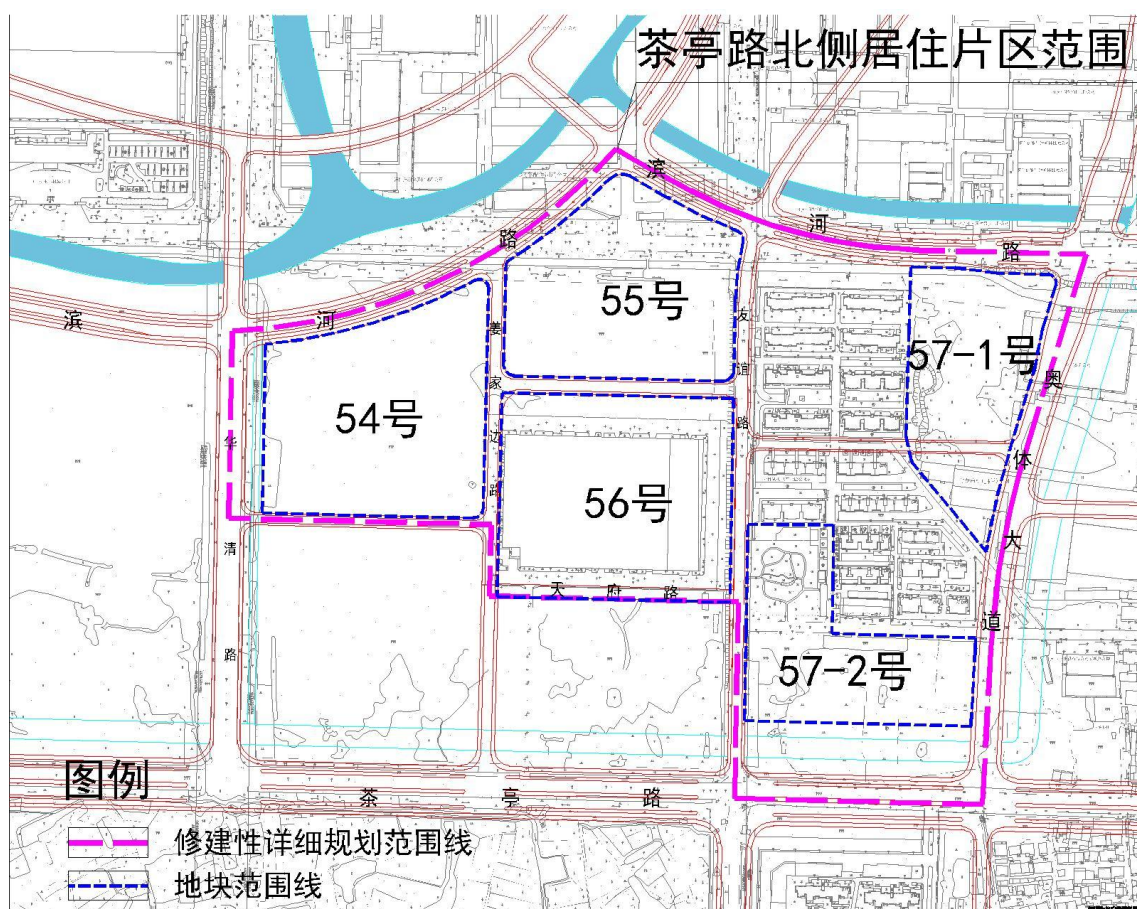 茶亭路北侧居住片区范围
滨河路
滨河路
55号
57-1号
54号
56号
57-2号
姜家边路
友谊路
奥体大道
华清路
天府路
茶亭路
图例
修建性详细规划范围线
地块范围线